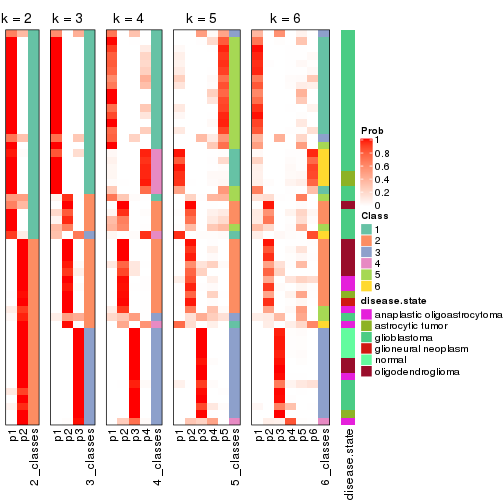 k = 2 k = 3 k = 4 k = 5 k = 6
Prob
1
0.8
0.6
0.4
0.2
0
Class
1
2
3
4
5
6
disease.state
anaplastic oligoastrocytoma
astrocytic tumor
glioblastoma
glioneural neoplasm
normal
oligodendroglioma
p1 p2 2_classes p1 p2 p3 3_classes p1 p2 p3 p4 4_classes p1 p2 p3 p4 p5 5_classes p1 p2 p3 p4 p5 p6 6_classes disease.state